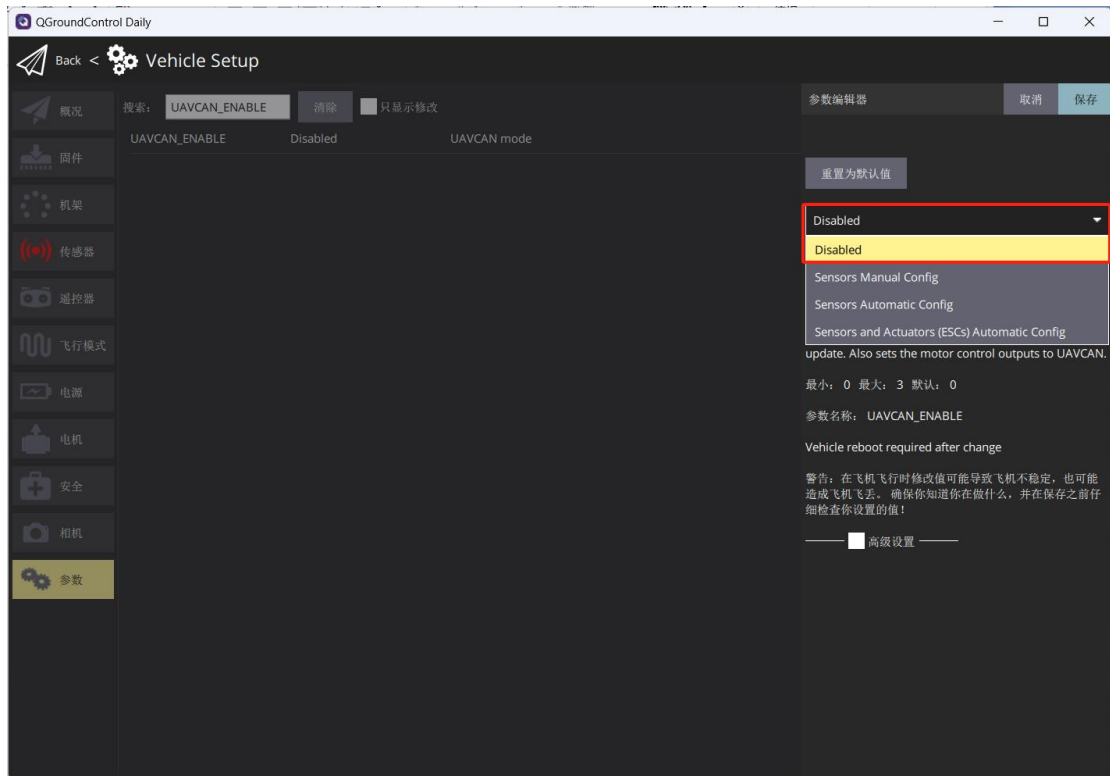 QGroundControl Daily
Back < Vehicle Setup
概况
固件
机架
传感器
遥控器
飞行模式
电源
电机
安全
相机
参数
搜索： UAVCAN_ENABLE 清除 只显示修改
UAVCAN_ENABLE Disabled UAVCAN mode
参数编辑器 取消 保存
重置为默认值
Disabled
Disabled
Sensors Manual Config
Sensors Automatic Config
Sensors and Actuators (ESCs) Automatic Config
update. Also sets the motor control outputs to UAVCAN.
最小： 0 最大： 3 默认： 0
参数名称： UAVCAN_ENABLE
Vehicle reboot required after change
警告：在飞机飞行时修改值可能导致飞机不稳定，也可能
造成飞机飞丢。 确保你知道你在做什么，并在保存之前仔
细检查你设置的值！
高级设置